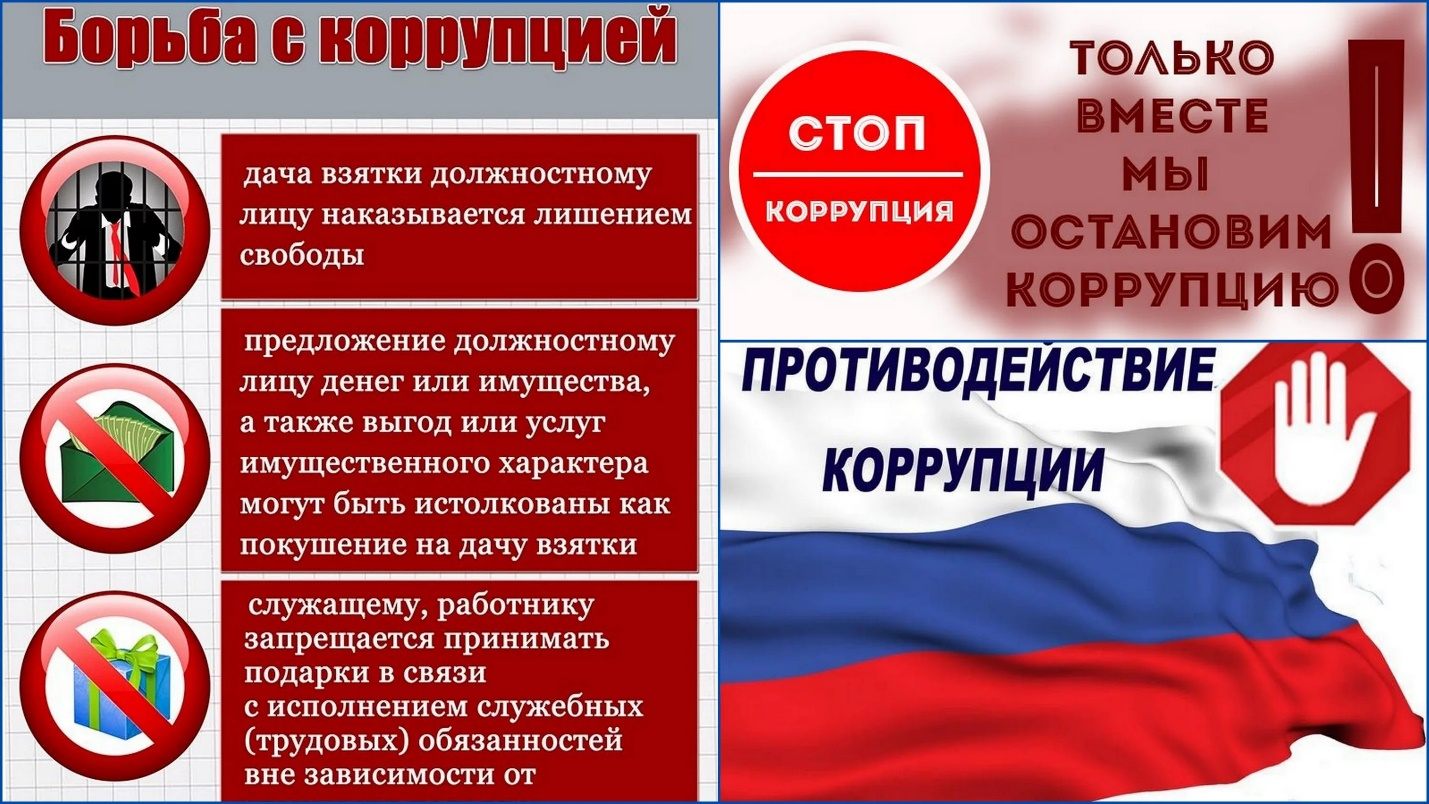 Борьба с коррупцией
дача взятки должностному
лицу наказывается лишением
свободы
предложение должностному
лицу денег или имущества,
а также выгод или услуг
имущественного характера
могут быть истолкованы как
покушение на дачу взятки
служащему, работнику
запрещается принимать
подарки в связи
с исполнением служебных
(трудовых) обязанностей
вне зависимости от
СТОП
КОРРУПЦИЯ
ТОЛЬКО
ВМЕСТЕ
МЫ
ОСТАНОВИМ
КОРРУПЦИЮ!
ПРОТИВОДЕЙСТВИЕ
КОРРУПЦИИ